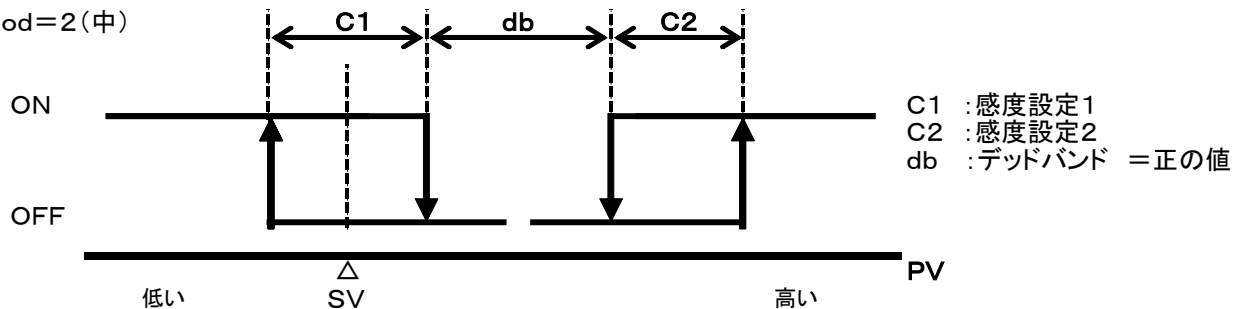 od＝2（中）
C1 db C2
ON
C1 ：感度設定1
C2 ：感度設定2
db ：デッドバンド ＝正の値
OFF
PV
低い △ SV 高い